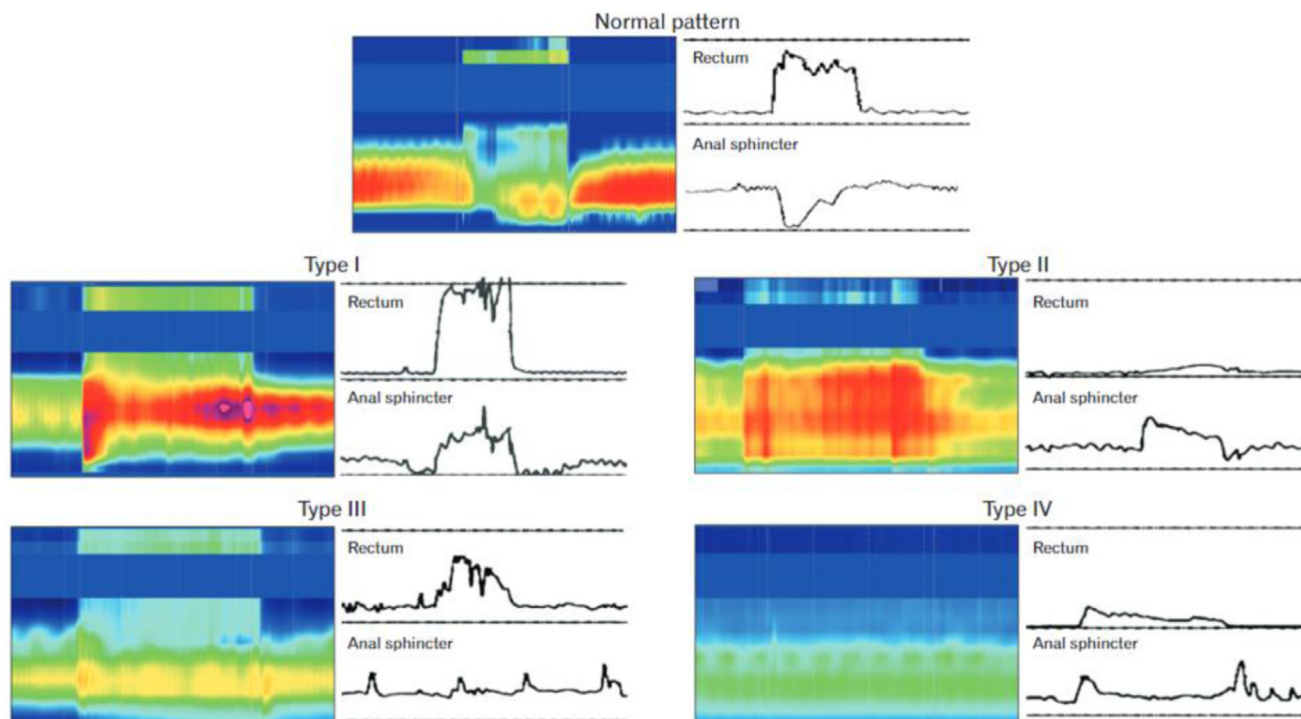 Normal pattern
Rectum
Anal sphincter
Type I
Rectum
Anal sphincter
Type II
Rectum
Anal sphincter
Type III
Rectum
Anal sphincter
Type IV
Rectum
Anal sphincter